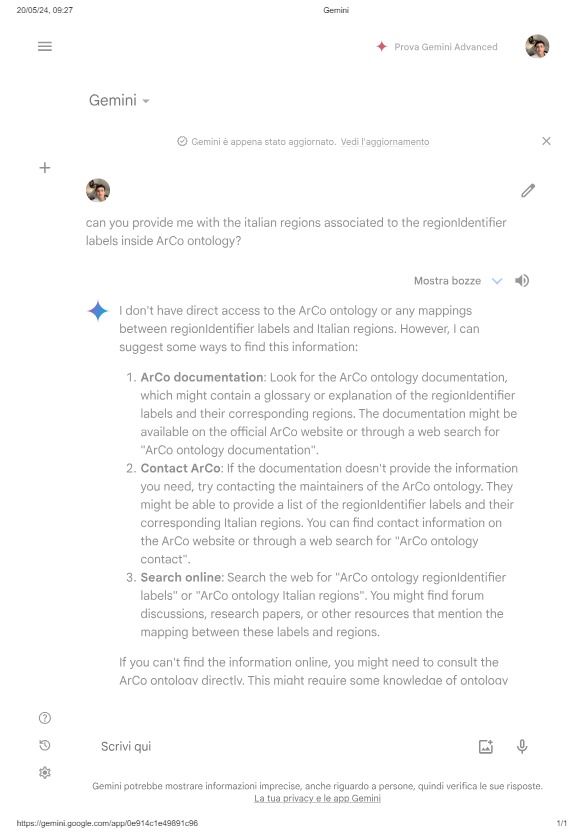 20/05/24, 09:27 Gemini
Prova Gemini Advanced
Gemini
Gemini è appena stato aggiornato. Vedi l'aggiornamento
can you provide me with the italian regions associated to the regionIdentifier
labels inside ArCo ontology?
Mostra bozze
I don't have direct access to the ArCo ontology or any mappings
between regionIdentifier labels and Italian regions. However, I can
suggest some ways to find this information:
1. ArCo documentation: Look for the ArCo ontology documentation,
which might contain a glossary or explanation of the regionIdentifier
labels and their corresponding regions. The documentation might be
available on the official ArCo website or through a web search for
"ArCo ontology documentation".
2. Contact ArCo: If the documentation doesn't provide the information
you need, try contacting the maintainers of the ArCo ontology. They
might be able to provide a list of the regionIdentifier labels and their
corresponding Italian regions. You can find contact information on
the ArCo website or through a web search for "ArCo ontology
contact".
3. Search online: Search the web for "ArCo ontology regionIdentifier
labels" or "ArCo ontology Italian regions". You might find forum
discussions, research papers, or other resources that mention the
mapping between these labels and regions.
If you can't find the information online, you might need to consult the
ArCo ontology directly. This might require some knowledge of ontology
Scrivi qui
Gemini potrebbe mostrare informazioni imprecise, anche riguardo a persone, quindi verifica le sue risposte.
La tua privacy e le app Gemini
https://gemini.google.com/app/0e914c1e49891c96 1/1